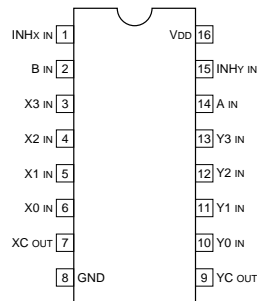 INHX IN 1
B IN 2
X3 IN 3
X2 IN 4
X1 IN 5
X0 IN 6
XC OUT 7
8 GND
VDD 16
15 INHY IN
14 A IN
13 Y3 IN
12 Y2 IN
11 Y1 IN
10 Y0 IN
9 YC OUT